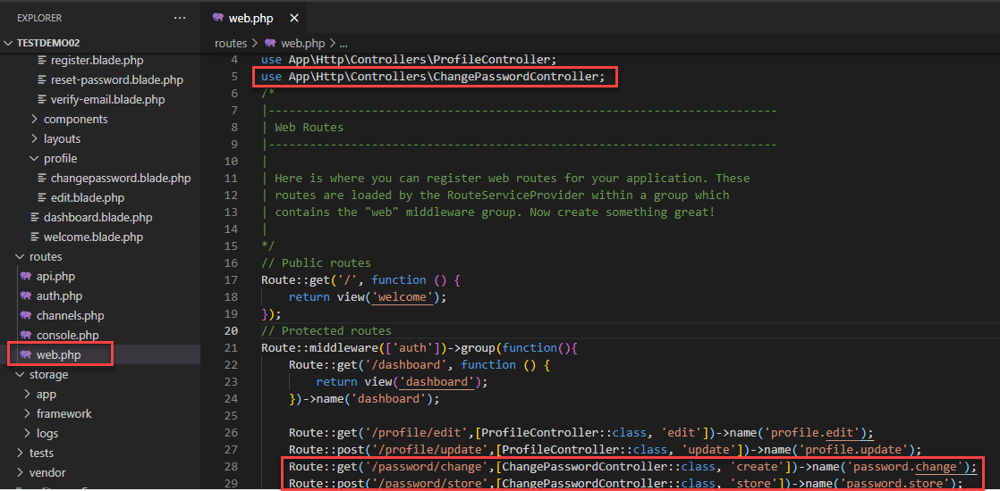 EXPLORER
...
TESTDEMO02
register.blade.php
reset-password.blade.php
verify-email.blade.php
components
layouts
profile
changepassword.blade.php
edit.blade.php
dashboard.blade.php
welcome.blade.php
routes
api.php
auth.php
channels.php
console.php
web.php
storage
app
framework
logs
tests
vendor
web.php
routes > web.php > ...
4 use App\Http\Controllers\ProfileController;
5 use App\Http\Controllers\ChangePasswordController;
6 /*
7 |--------------------------------------------------------------------------
8 | Web Routes
9 |--------------------------------------------------------------------------
10 |
11 | Here is where you can register web routes for your application. These
12 | routes are loaded by the RouteServiceProvider within a group which
13 | contains the "web" middleware group. Now create something great!
14 |
15 */
16 // Public routes
17 Route::get('/', function () {
18 return view('welcome');
19 });
20 // Protected routes
21 Route::middleware(['auth'])->group(function(){
22 Route::get('/dashboard', function () {
23 return view('dashboard');
24 })->name('dashboard');
25
26 Route::get('/profile/edit',[ProfileController::class, 'edit'])->name('profile.edit');
27 Route::post('/profile/update',[ProfileController::class, 'update'])->name('profile.update');
28 Route::get('/password/change',[ChangePasswordController::class, 'create'])->name('password.change');
29 Route::post('/password/store',[ChangePasswordController::class, 'store'])->name('password.store');